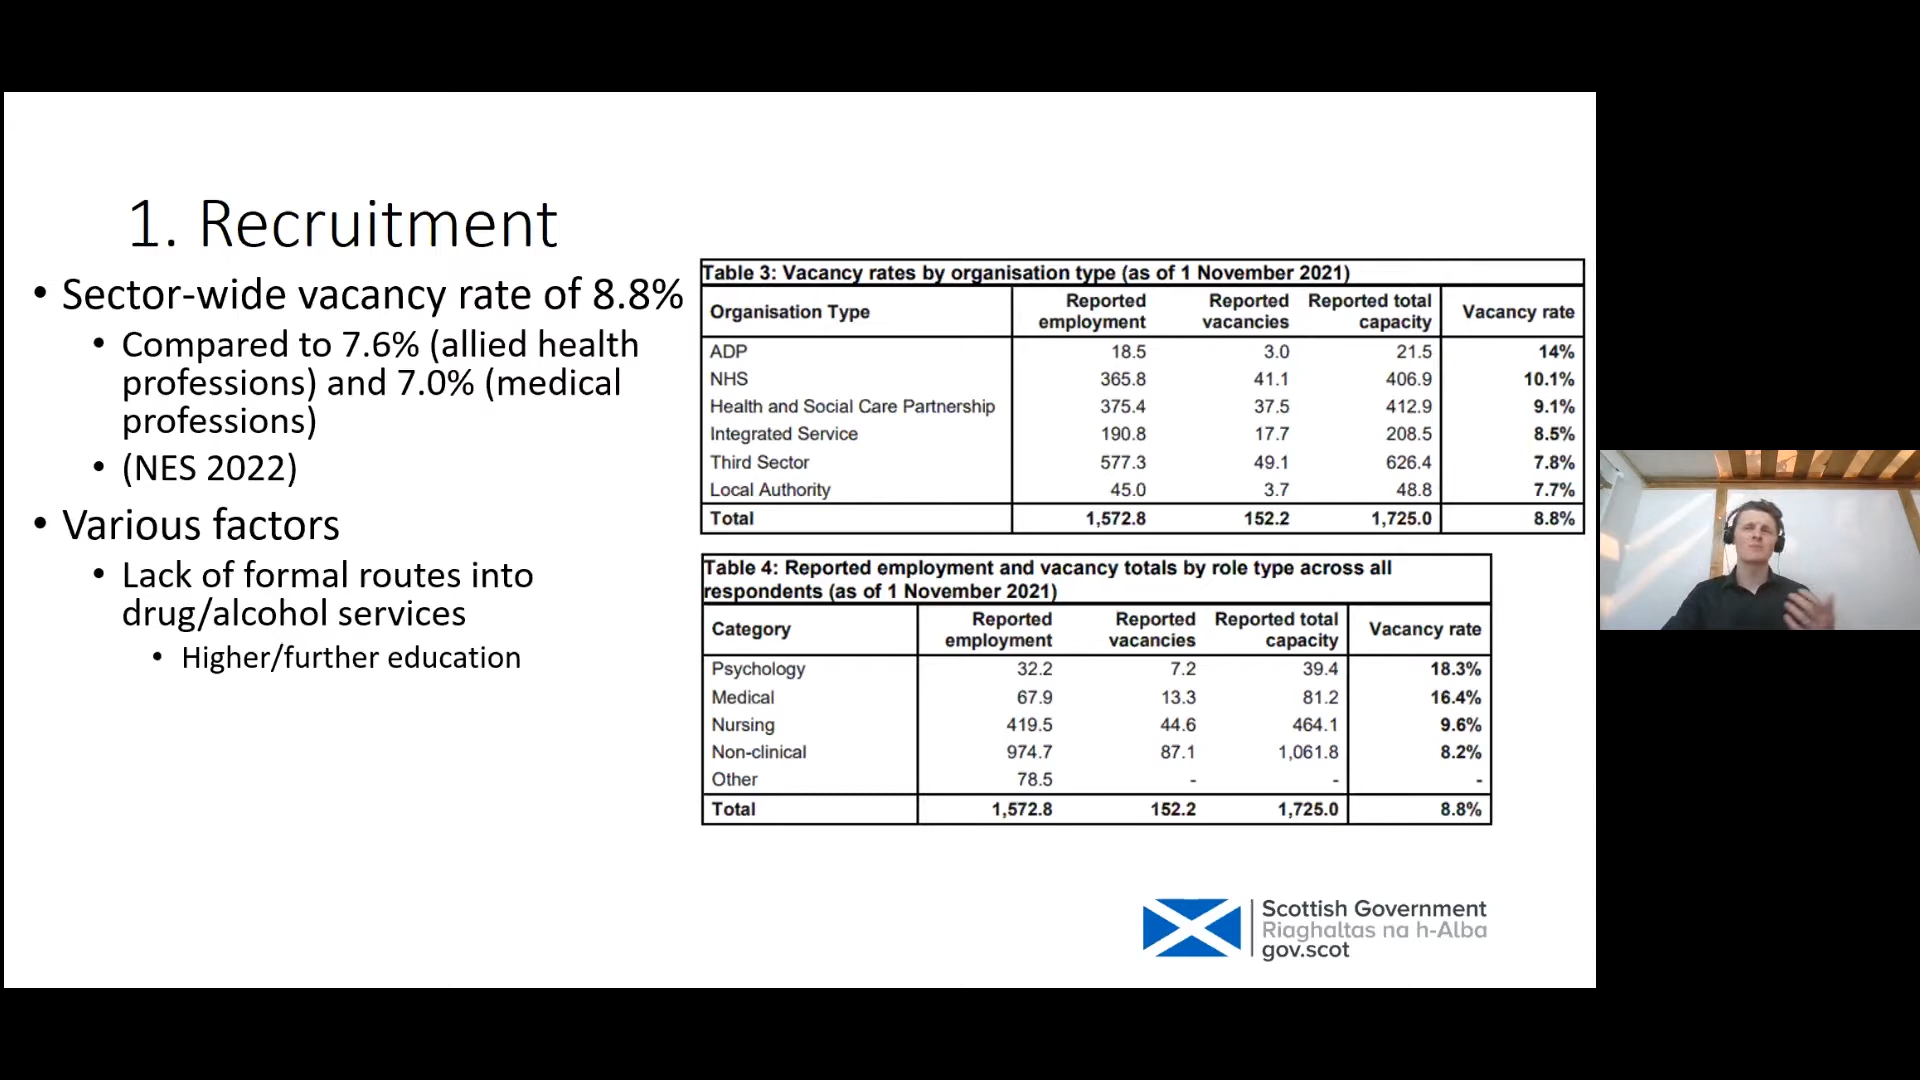 1. Recruitment
• Sector-wide vacancy rate of 8.8%
• Compared to 7.6% (allied health
professions) and 7.0% (medical
professions)
• (NES 2022)
• Various factors
• Lack of formal routes into
drug/alcohol services
• Higher/further education
Table 3: Vacancy rates by organisation type (as of 1 November 2021)
Organisation Type Reported employment Reported vacancies Reported total capacity Vacancy rate
ADP 18.5 3.0 21.5 14%
NHS 365.8 41.1 406.9 10.1%
Health and Social Care Partnership 375.4 37.5 412.9 9.1%
Integrated Service 190.8 17.7 208.5 8.5%
Third Sector 577.3 49.1 626.4 7.8%
Local Authority 45.0 3.7 48.8 7.7%
Total 1,572.8 152.2 1,725.0 8.8%
Table 4: Reported employment and vacancy totals by role type across all
respondents (as of 1 November 2021)
Category Reported employment Reported vacancies Reported total capacity Vacancy rate
Psychology 32.2 7.2 39.4 18.3%
Medical 67.9 13.3 81.2 16.4%
Nursing 419.5 44.6 464.1 9.6%
Non-clinical 974.7 87.1 1,061.8 8.2%
Other 78.5 - - -
Total 1,572.8 152.2 1,725.0 8.8%
Scottish Government
Riaghaltas na h-Alba
gov.scot